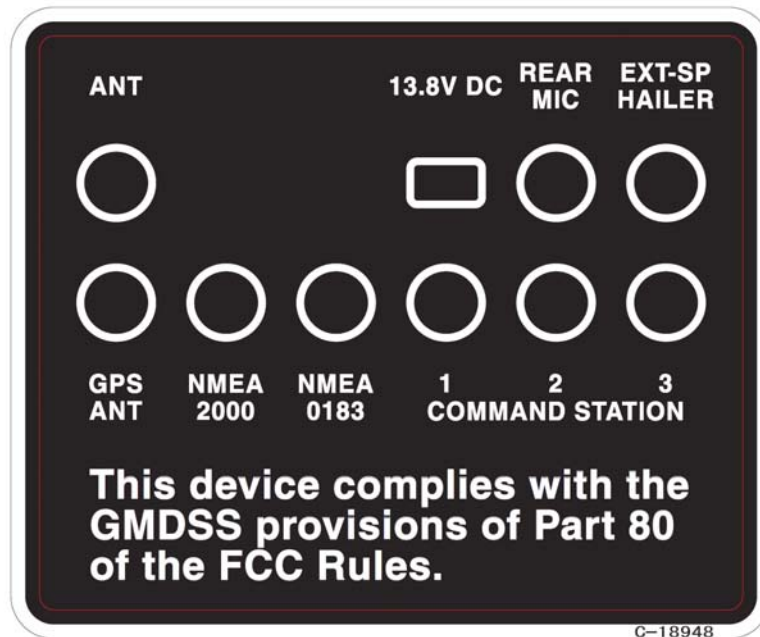 ANT 13.8V DC REAR MIC EXT-SP HAILER
GPS ANT NMEA 2000 NMEA 0183 1 2 3
COMMAND STATION
This device complies with the
GMDSS provisions of Part 80
of the FCC Rules.
C-18948